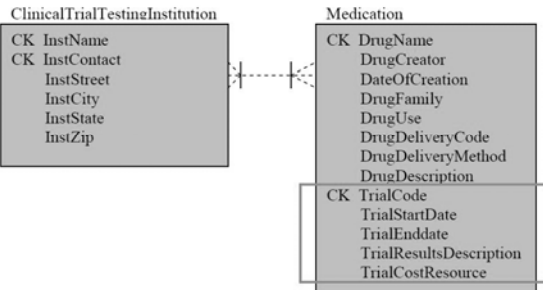 ClinicalTrialTestingInstitution
CK InstName
CK InstContact
InstStreet
InstCity
InstState
InstZip
Medication
CK DrugName
DrugCreator
DateOfCreation
DrugFamily
DrugUse
DrugDeliveryCode
DrugDeliveryMethod
DrugDescription
CK TrialCode
TrialStartDate
TrialEnddate
TrialResultsDescription
TrialCostResource